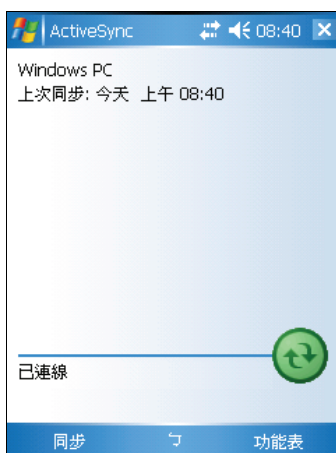 ActiveSync 08:40
Windows PC
上次同步: 今天 上午 08:40
已連線
同步 ㄅ 功能表